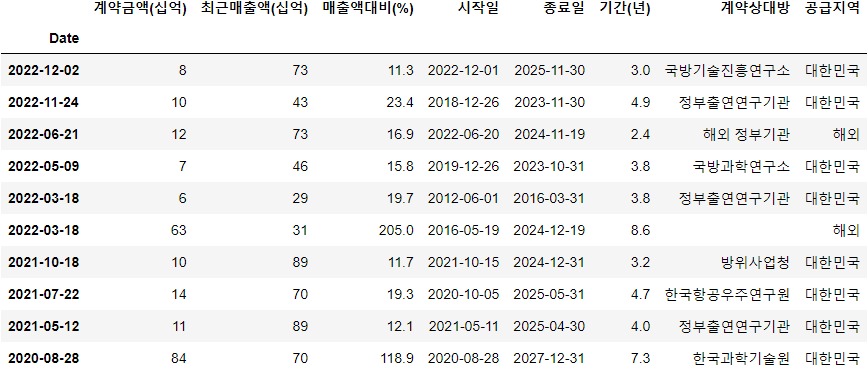 계약금액(십억) 최근매출액(십억) 매출액대비(%) 시작일 종료일 기간(년) 계약상대방 공급지역
Date
2022-12-02 8 73 11.3 2022-12-01 2025-11-30 3.0 국방기술진흥연구소 대한민국
2022-11-24 10 43 23.4 2018-12-26 2023-11-30 4.9 정부출연연구기관 대한민국
2022-06-21 12 73 16.9 2022-06-20 2024-11-19 2.4 해외 정부기관 해외
2022-05-09 7 46 15.8 2019-12-26 2023-10-31 3.8 국방과학연구소 대한민국
2022-03-18 6 29 19.7 2012-06-01 2016-03-31 3.8 정부출연연구기관 대한민국
2022-03-18 63 31 205.0 2016-05-19 2024-12-19 8.6 해외
2021-10-18 10 89 11.7 2021-10-15 2024-12-31 3.2 방위사업청 대한민국
2021-07-22 14 70 19.3 2020-10-05 2025-05-31 4.7 한국항공우주연구원 대한민국
2021-05-12 11 89 12.1 2021-05-11 2025-04-30 4.0 정부출연연구기관 대한민국
2020-08-28 84 70 118.9 2020-08-28 2027-12-31 7.3 한국과학기술원 대한민국